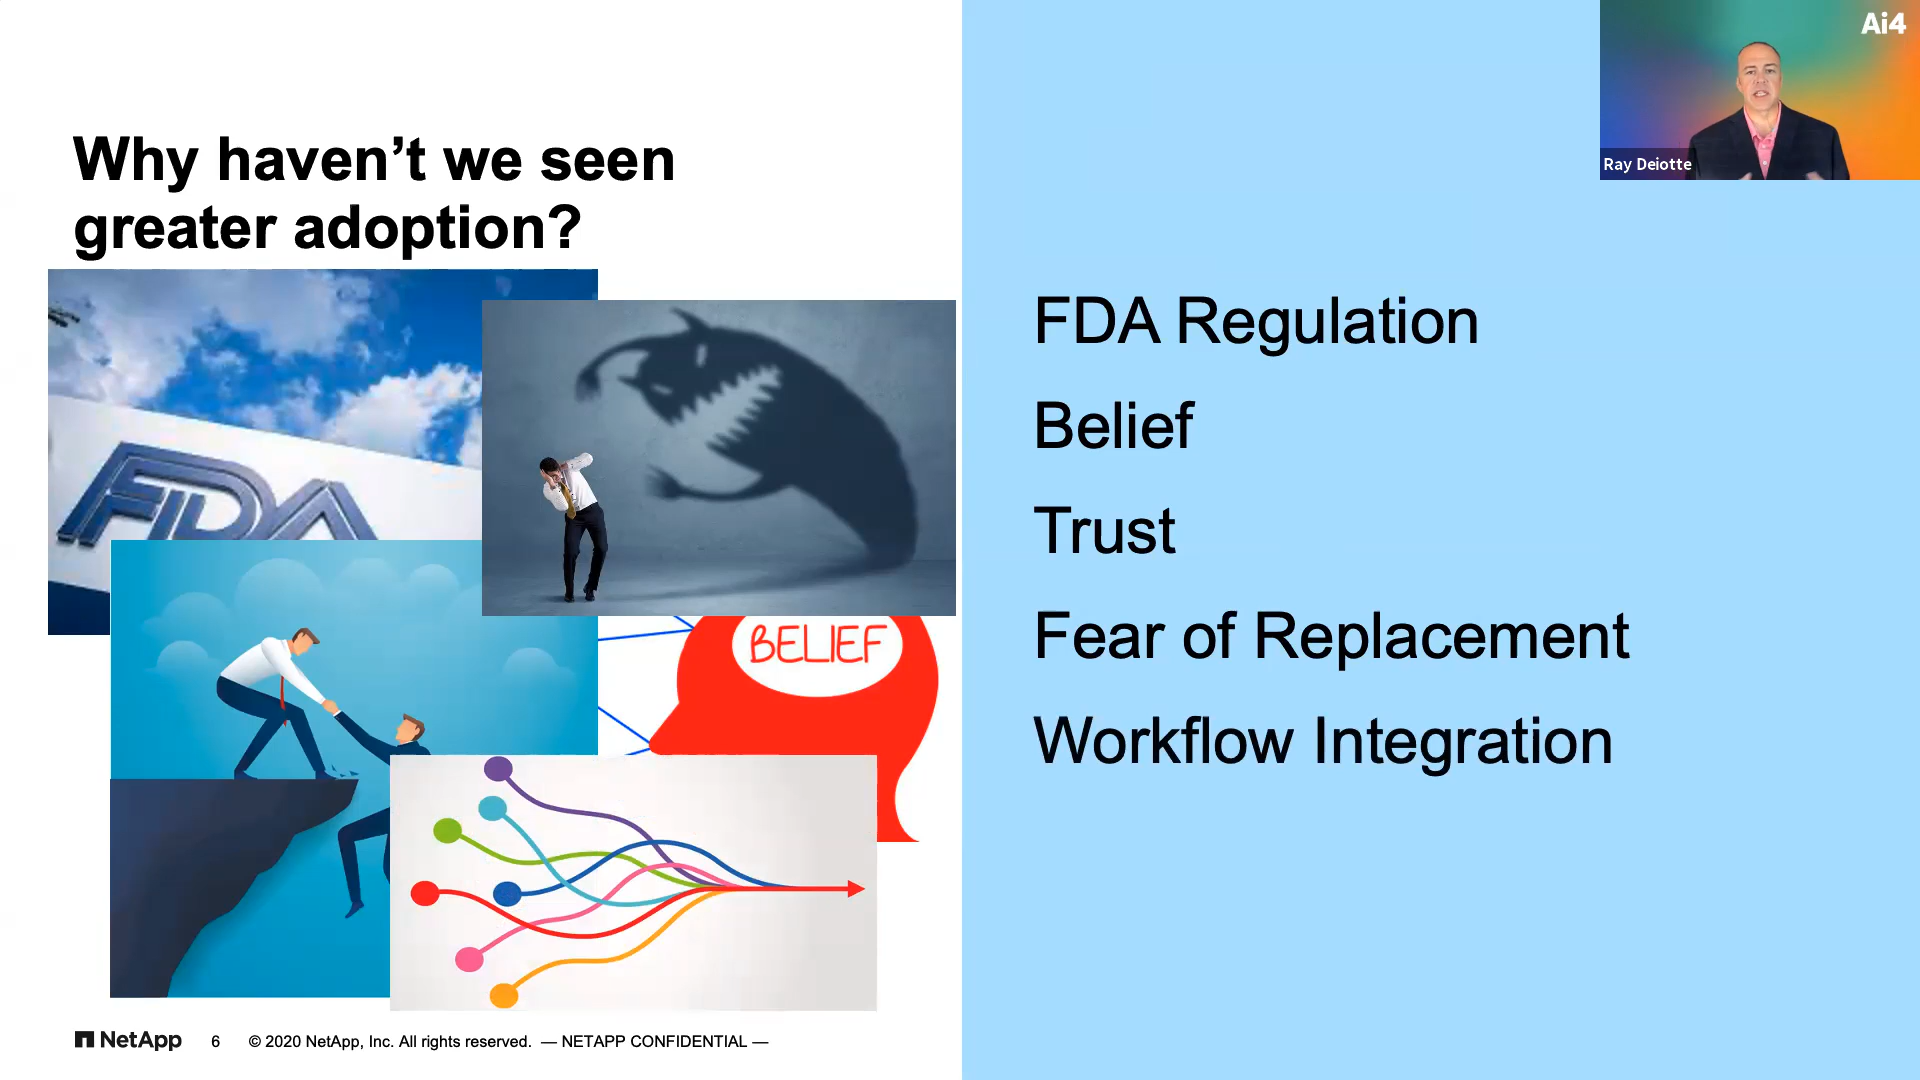 Ai4
Ray Deiotte
Why haven’t we seen
greater adoption?
FDA
BELIEF
FDA Regulation
Belief
Trust
Fear of Replacement
Workflow Integration
NetApp 6 © 2020 NetApp, Inc. All rights reserved. — NETAPP CONFIDENTIAL —